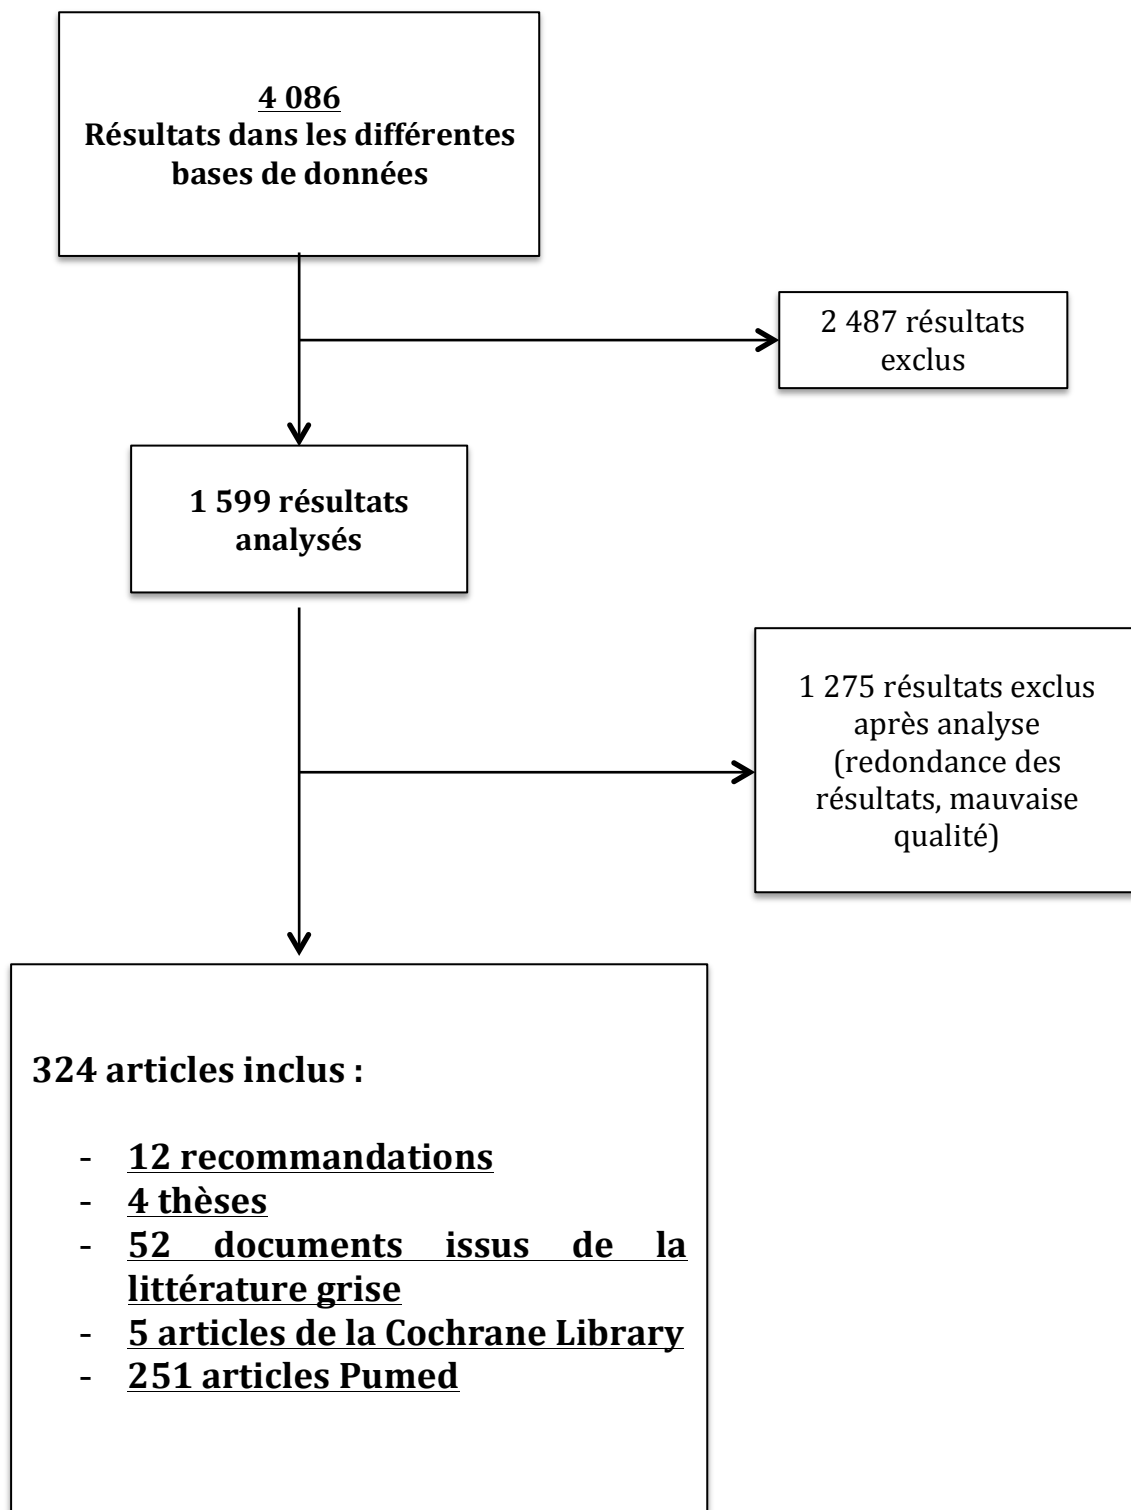 4 086
Résultats dans les différentes
bases de données
2 487 résultats
exclus
1 599 résultats
analysés
1 275 résultats exclus
après analyse
(redondance des
résultats, mauvaise
qualité)
324 articles inclus :
- 12 recommandations
- 4 thèses
- 52 documents issus de la
littérature grise
- 5 articles de la Cochrane Library
- 251 articles Pumed